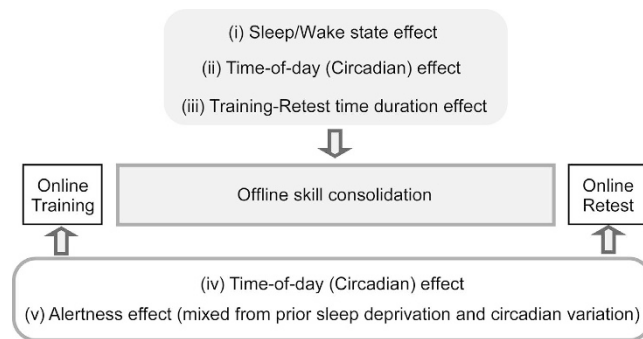 (i) Sleep/Wake state effect
(ii) Time-of-day (Circadian) effect
(iii) Training-Retest time duration effect
Online
Training
Offline skill consolidation
Online
Retest
(iv) Time-of-day (Circadian) effect
(v) Alertness effect (mixed from prior sleep deprivation and circadian variation)